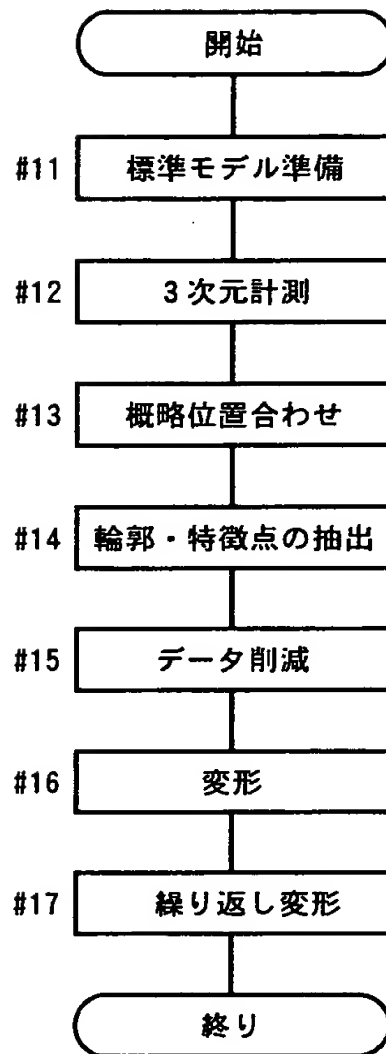 開始
#11 標準モデル準備
#12 3次元計測
#13 概略位置合わせ
#14 輪郭・特徴点の抽出
#15 データ削減
#16 変形
#17 繰り返し変形
終り